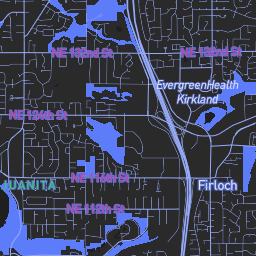 NE 132nd St
NE 132nd St
EvergreenHealth
Kirkland
NE 124th St
NE 116th St
JUANITA
Firloch
NE 112th St